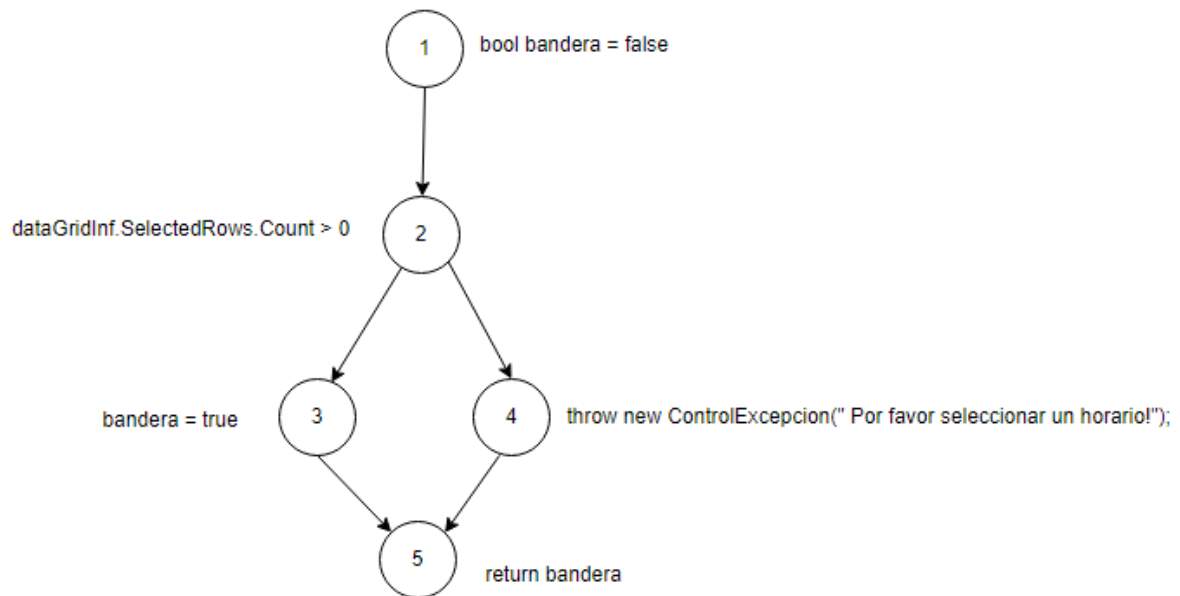 1
bool bandera = false
dataGridInf.SelectedRows.Count > 0
2
bandera = true
3
4
throw new ControlExcepcion(" Por favor seleccionar un horario!");
5
return bandera